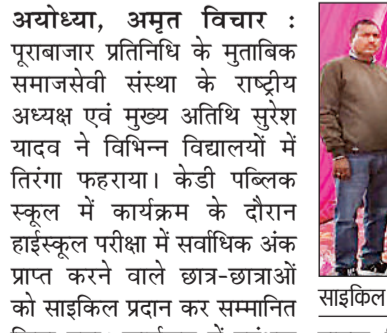 अयोध्या, अमृत विचार :
पूराबाजार प्रतिनिधि के मुताबिक
समाजसेवी संस्था के राष्ट्रीय
अध्यक्ष एवं मुख्य अतिथि सुरेश
यादव ने विभिन्न विद्यालयों में
तिरंगा फहराया। केडी पब्लिक
स्कूल में कार्यक्रम के दौरान
हाईस्कूल परीक्षा में सर्वाधिक अंक
प्राप्त करने वाले छात्र-छात्राओं
को साइकिल प्रदान कर सम्मानित
साइकिल